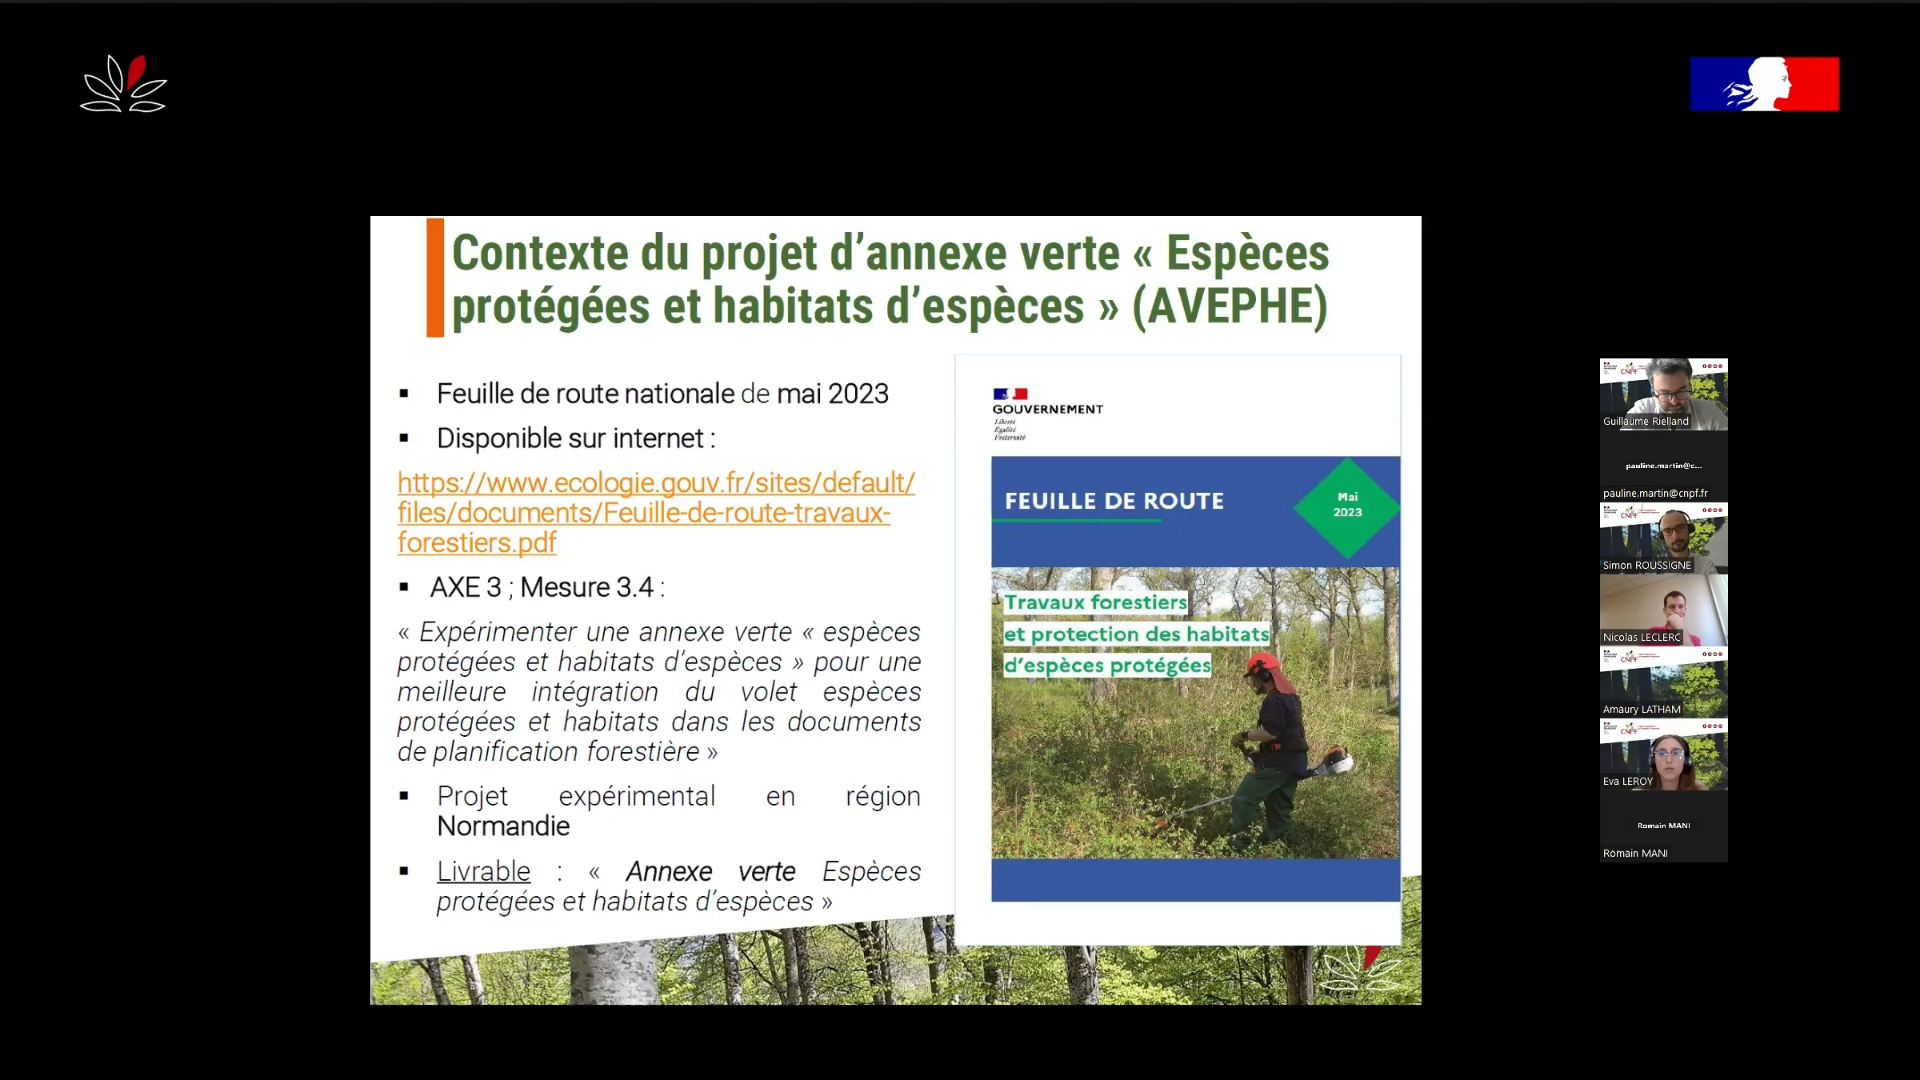 Contexte du projet d’annexe verte « Espèces
protégées et habitats d’espèces » (AVEPHE)
▪ Feuille de route nationale de mai 2023
▪ Disponible sur internet :
https://www.ecologie.gouv.fr/sites/default/
files/documents/Feuille-de-route-travaux-
forestiers.pdf
▪ AXE 3 ; Mesure 3.4 :
« Expérimenter une annexe verte « espèces
protégées et habitats d’espèces » pour une
meilleure intégration du volet espèces
protégées et habitats dans les documents
de planification forestière »
▪ Projet expérimental en région
Normandie
▪ Livrable : « Annexe verte Espèces
protégées et habitats d’espèces »
GOUVERNEMENT
Liberté
Égalité
Fraternité
FEUILLE DE ROUTE
Mai
2023
Travaux forestiers
et protection des habitats
d’espèces protégées
CNPF
Guillaume Rielland
pauline.martin@c...
pauline.martin@cnpf.fr
CNPF
Simon ROUSSIGNE
Nicolas LECLERC
CNPF
Amaury LATHAM
CNPF
Eva LEROY
Romain MANI
Romain MANI